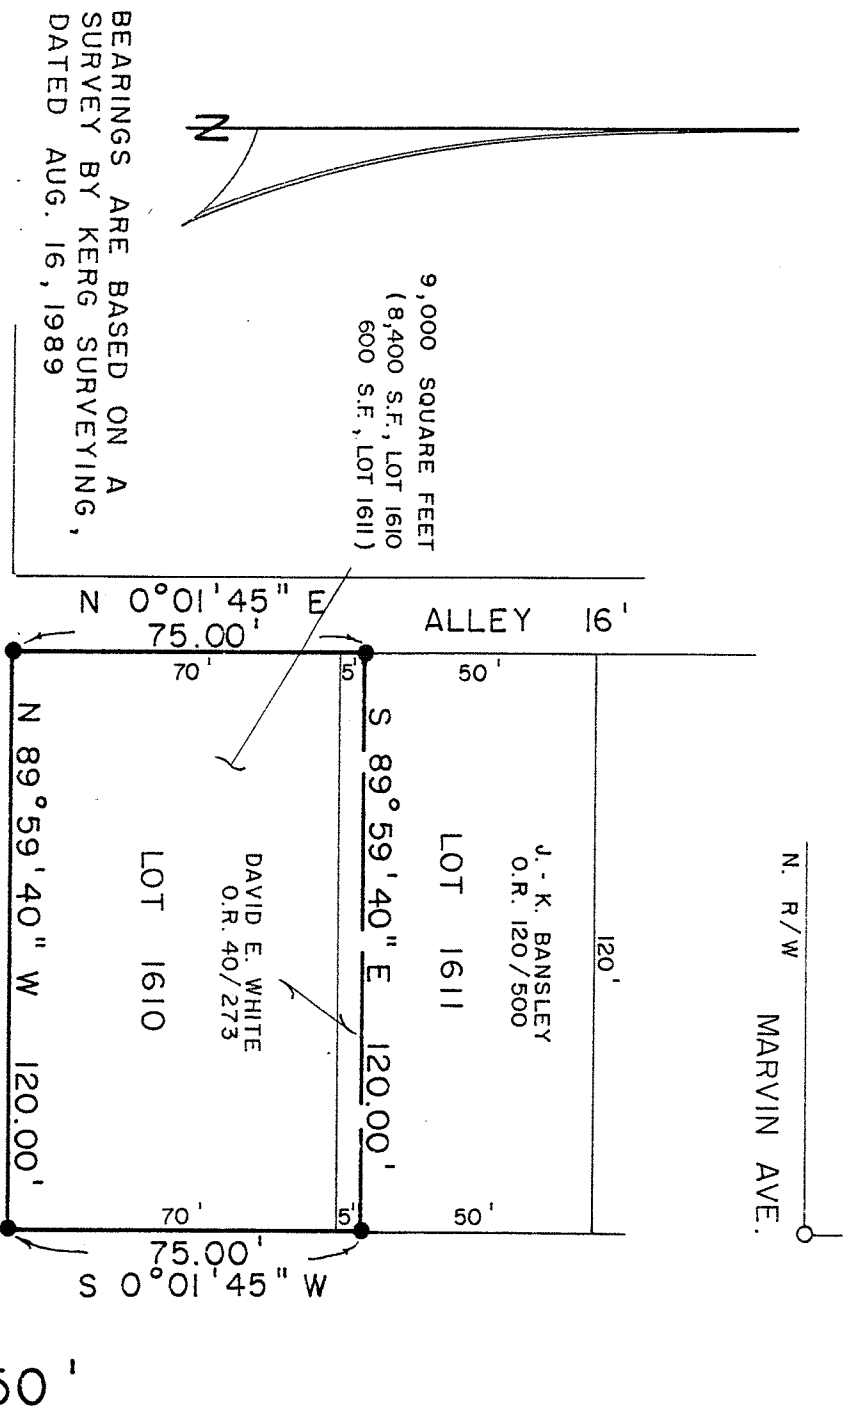 BEARINGS ARE BASED ON A
SURVEY BY KERG SURVEYING,
DATED AUG. 16, 1989
N
9,000 SQUARE FEET
(8,400 S.F., LOT 1610
600 S.F., LOT 1611)
N 0°01'45" E
75.00'
ALLEY 16'
70'
5'
50'
N 89°59'40" W 120.00'
S 89°59'40" E 120.00'
LOT 1610
DAVID E. WHITE
O.R. 40/273
LOT 1611
J. - K. BANSLEY
O.R. 120/500
120'
N. R/W
MARVIN AVE.
70'
5'
50'
75.00'
S 0°01'45" W